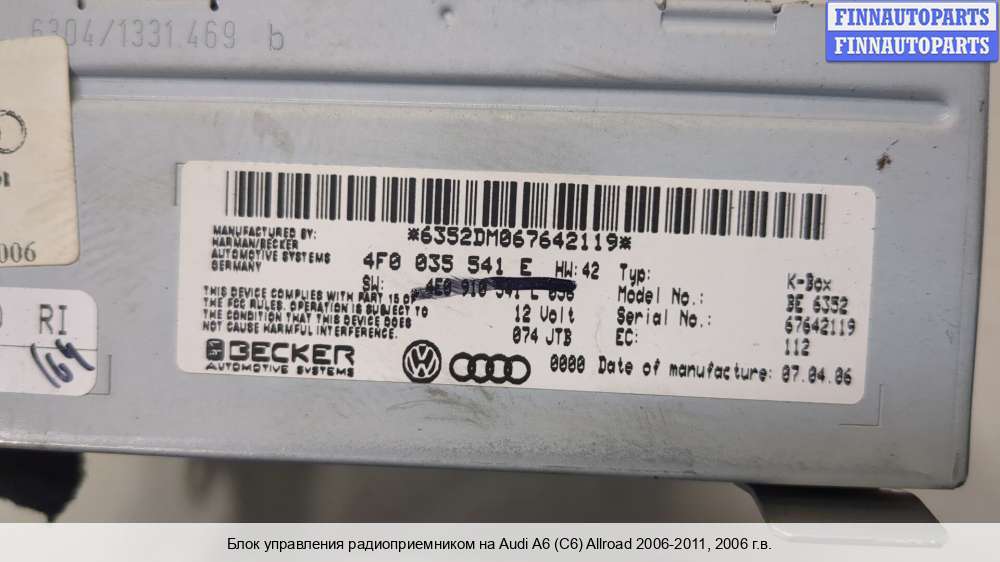 FINNAUTOPARTS
FINNAUTOPARTS
6304/1331.469 b
006
RI
164
*6352DM067642119*
MANUFACTURED BY:
HARMAN/BECKER
AUTOMOTIVE SYSTEMS
GERMANY
4F0 035 541 E HW: 42
SW: 4E0 910 541
12 Volt
074 JTB
THIS DEVICE COMPLIES WITH PART 15 OF
THE FCC RULES. OPERATION IS SUBJECT TO
THE CONDITION THAT THIS DEVICE DOES
NOT CAUSE HARMFUL INTERFERENCE.
Typ: K-Box
Model No.: BE 6352
Serial No.: 67642119
EC: 112
BECKER
AUTOMOTIVE SYSTEMS
0000 Date of manufacture: 07.04.06
Блок управления радиоприемником на Audi A6 (C6) Allroad 2006-2011, 2006 г.в.